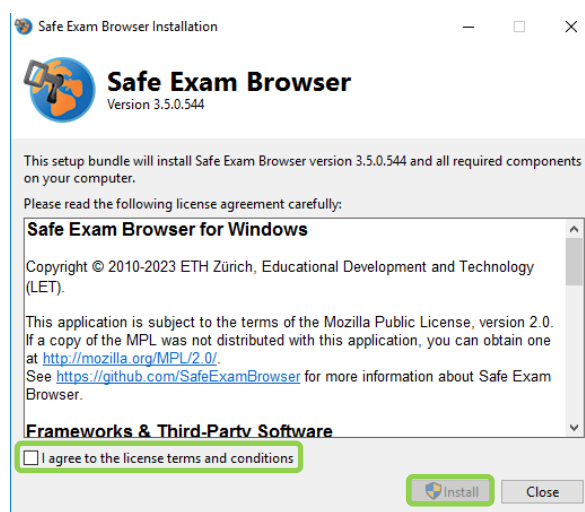 Safe Exam Browser Installation
Safe Exam Browser
Version 3.5.0.544
This setup bundle will install Safe Exam Browser version 3.5.0.544 and all required components
on your computer.
Please read the following license agreement carefully:
Safe Exam Browser for Windows
Copyright © 2010-2023 ETH Zürich, Educational Development and Technology
(LET).
This application is subject to the terms of the Mozilla Public License, version 2.0.
If a copy of the MPL was not distributed with this application, you can obtain one
at http://mozilla.org/MPL/2.0/.
See https://github.com/SafeExamBrowser for more information about Safe Exam
Browser.
Frameworks & Third-Party Software
I agree to the license terms and conditions
Install Close